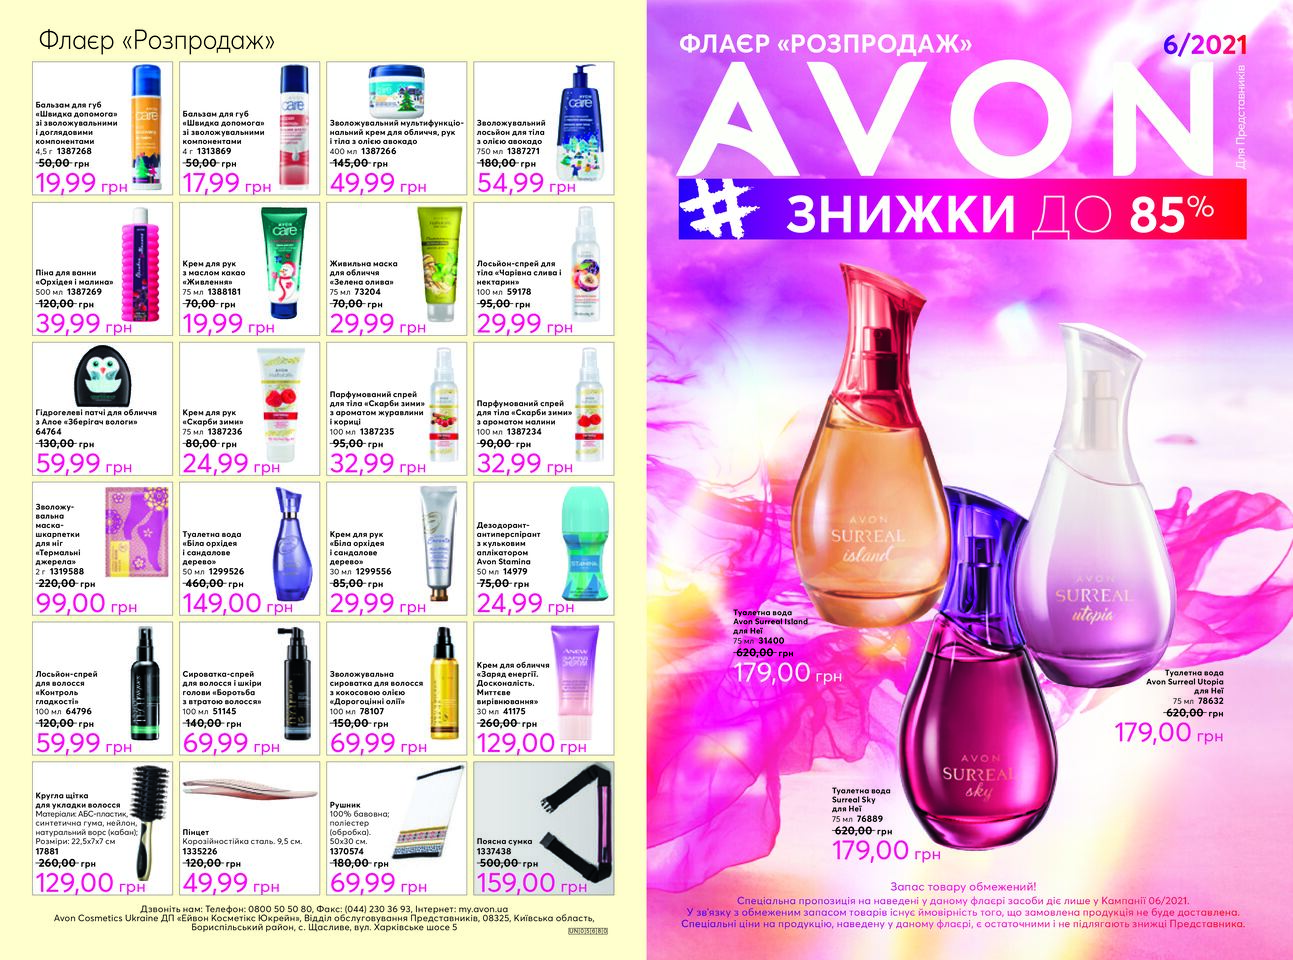 Флаєр «Розпродаж»
Бальзам для губ
«Швидка допомога»
зі зволожувальними
і доглядовими
компонентами
4,5 г 1387268
50,00 грн
19,99 грн
Бальзам для губ
«Швидка допомога»
зі зволожувальними
компонентами
4 г 1313869
50,00 грн
17,99 грн
Зволожувальний мультифункціо-
нальний крем для обличчя, рук
і тіла з олією авокадо
400 мл 1387266
145,00 грн
49,99 грн
Зволожувальний
лосьйон для тіла
з олією авокадо
750 мл 1387271
180,00 грн
54,99 грн
Піна для ванни
«Орхідея і малина»
500 мл 1387269
120,00 грн
39,99 грн
Крем для рук
з маслом какао
«Живлення»
75 мл 1388181
70,00 грн
19,99 грн
Живильна маска
для обличчя
«Зелена олива»
75 мл 73204
70,00 грн
29,99 грн
Лосьйон-спрей для
тіла «Чарівна слива і
нектарин»
100 мл 59178
95,00 грн
29,99 грн
Гідрогелеві патчі для обличчя
з Алое «Зберігач вологи»
64764
130,00 грн
59,99 грн
Крем для рук
«Скарби зими»
75 мл 1387236
80,00 грн
24,99 грн
Парфумований спрей
для тіла «Скарби зими»
з ароматом журавлини
і кориці
100 мл 1387235
95,00 грн
32,99 грн
Парфумований спрей
для тіла «Скарби зими»
з ароматом малини
100 мл 1387234
90,00 грн
32,99 грн
Зволожу-
вальна
маска-
шкарпетки
для ніг
«Термальні
джерела»
2 г 1319588
220,00 грн
99,00 грн
Туалетна вода
«Біла орхідея
і сандалове
дерево»
50 мл 1299526
460,00 грн
149,00 грн
Крем для рук
«Біла орхідея
і сандалове
дерево»
30 мл 1299556
85,00 грн
29,99 грн
Дезодорант-
антиперспірант
з кульковим
аплікатором
Avon Stamina
50 мл 14979
75,00 грн
24,99 грн
Лосьйон-спрей
для волосся
«Контроль
гладкості»
100 мл 64796
120,00 грн
59,99 грн
Сироватка-спрей
для волосся і шкіри
голови «Боротьба
з втратою волосся»
100 мл 51145
140,00 грн
69,99 грн
Зволожувальна
сироватка для волосся
з кокосовою олією
«Дорогоцінні олії»
100 мл 78107
150,00 грн
69,99 грн
Крем для обличчя
«Заряд енергії.
Досконалість.
Миттєве
вирівнювання»
30 мл 41175
260,00 грн
129,00 грн
Кругла щітка
для укладки волосся
Матеріали: АБС-пластик,
синтетична гума, нейлон,
натуральний ворс (кабан);
Розміри: 22,5х7х7 см
17881
260,00 грн
129,00 грн
Пінцет
Корозійностійка сталь. 9,5 см.
1335226
120,00 грн
49,99 грн
Рушник
100% бавовна;
поліестер
(обробка).
50х30 см.
1370574
180,00 грн
69,99 грн
Поясна сумка
1337438
500,00 грн
159,00 грн
Дзвоніть нам: Телефон: 0800 50 50 80, Факс: (044) 230 36 93, Інтернет: my.avon.ua
Avon Cosmetics Ukraine ДП «Ейвон Косметікс Юкрейн», Відділ обслуговування Представників, 08325, Київська область,
Бориспільський район, с. Щасливе, вул. Харківське шосе 5
UN05680
ФЛАЄР «РОЗПРОДАЖ»
6/2021
AVON
Для Представників
# ЗНИЖКИ ДО 85%
AVON
SURREAL
island
AVON
SURREAL
utopia
AVON
SURREAL
sky
Туалетна вода
Avon Surreal Island
для Неї
75 мл 31400
620,00 грн
179,00 грн
Туалетна вода
Avon Surreal Utopia
для Неї
75 мл 78632
620,00 грн
179,00 грн
Туалетна вода
Surreal Sky
для Неї
75 мл 76889
620,00 грн
179,00 грн
Запас товару обмежений!
Спеціальна пропозиція на наведені у даному флаєрі засоби діє лише у Кампанії 06/2021.
У зв'язку з обмеженим запасом товарів існує ймовірність того, що замовлена продукція не буде доставлена.
Спеціальні ціни на продукцію, наведену у даному флаєрі, є остаточними і не підлягають знижці Представника.